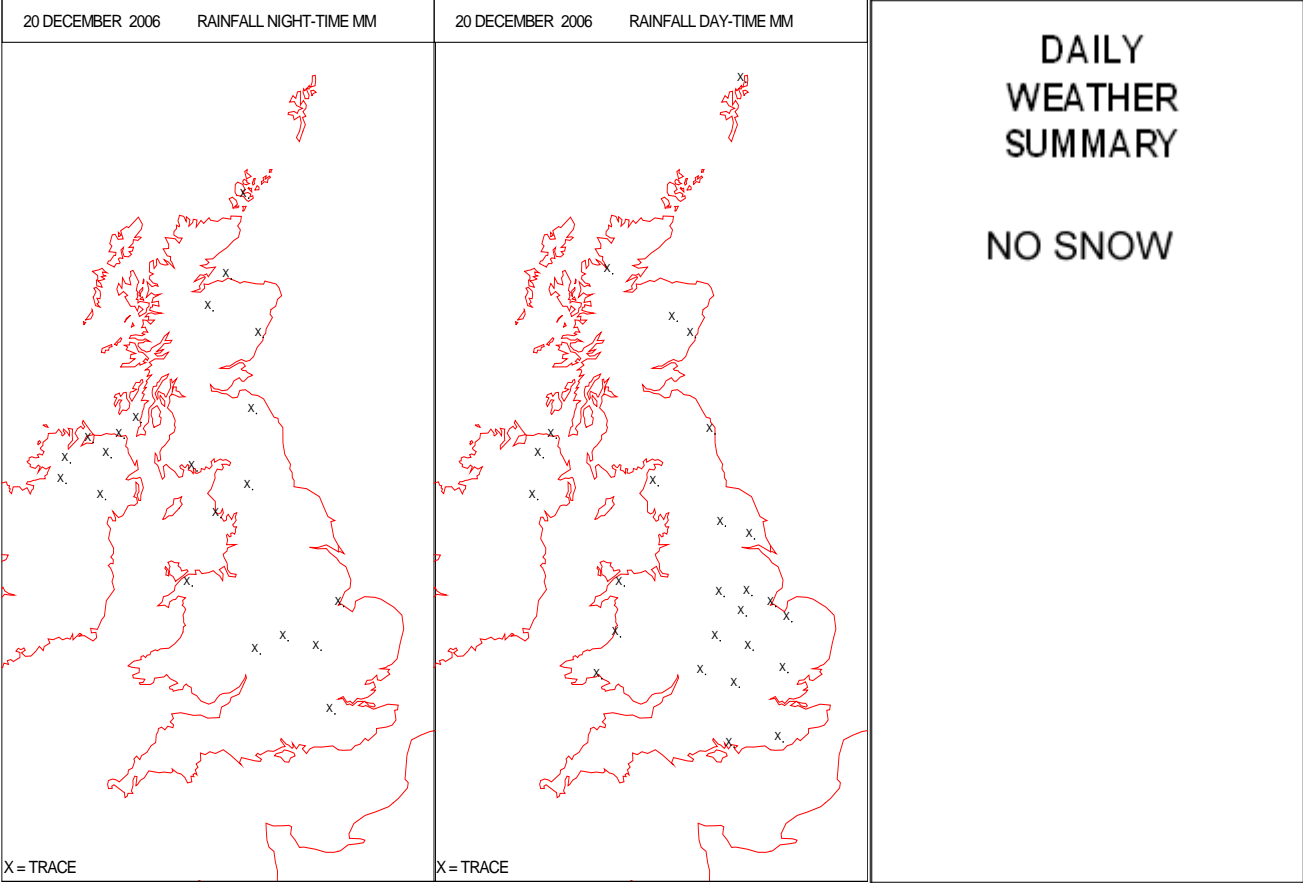 20 DECEMBER 2006 RAINFALL NIGHT-TIME MM
X = TRACE
20 DECEMBER 2006 RAINFALL DAY-TIME MM
X = TRACE
DAILY
WEATHER
SUMMARY
NO SNOW